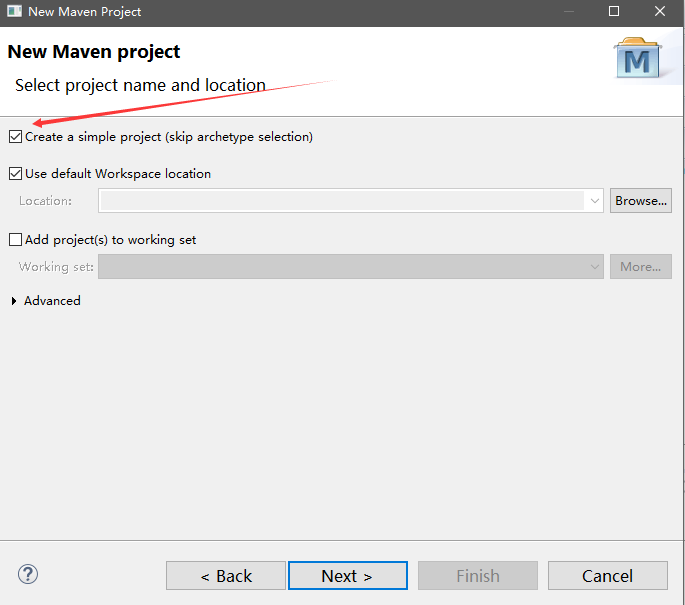 New Maven Project
New Maven project
Select project name and location
M
Create a simple project (skip archetype selection)
Use default Workspace location
Location:
Browse...
Add project(s) to working set
Working set:
More...
Advanced
?
< Back
Next >
Finish
Cancel